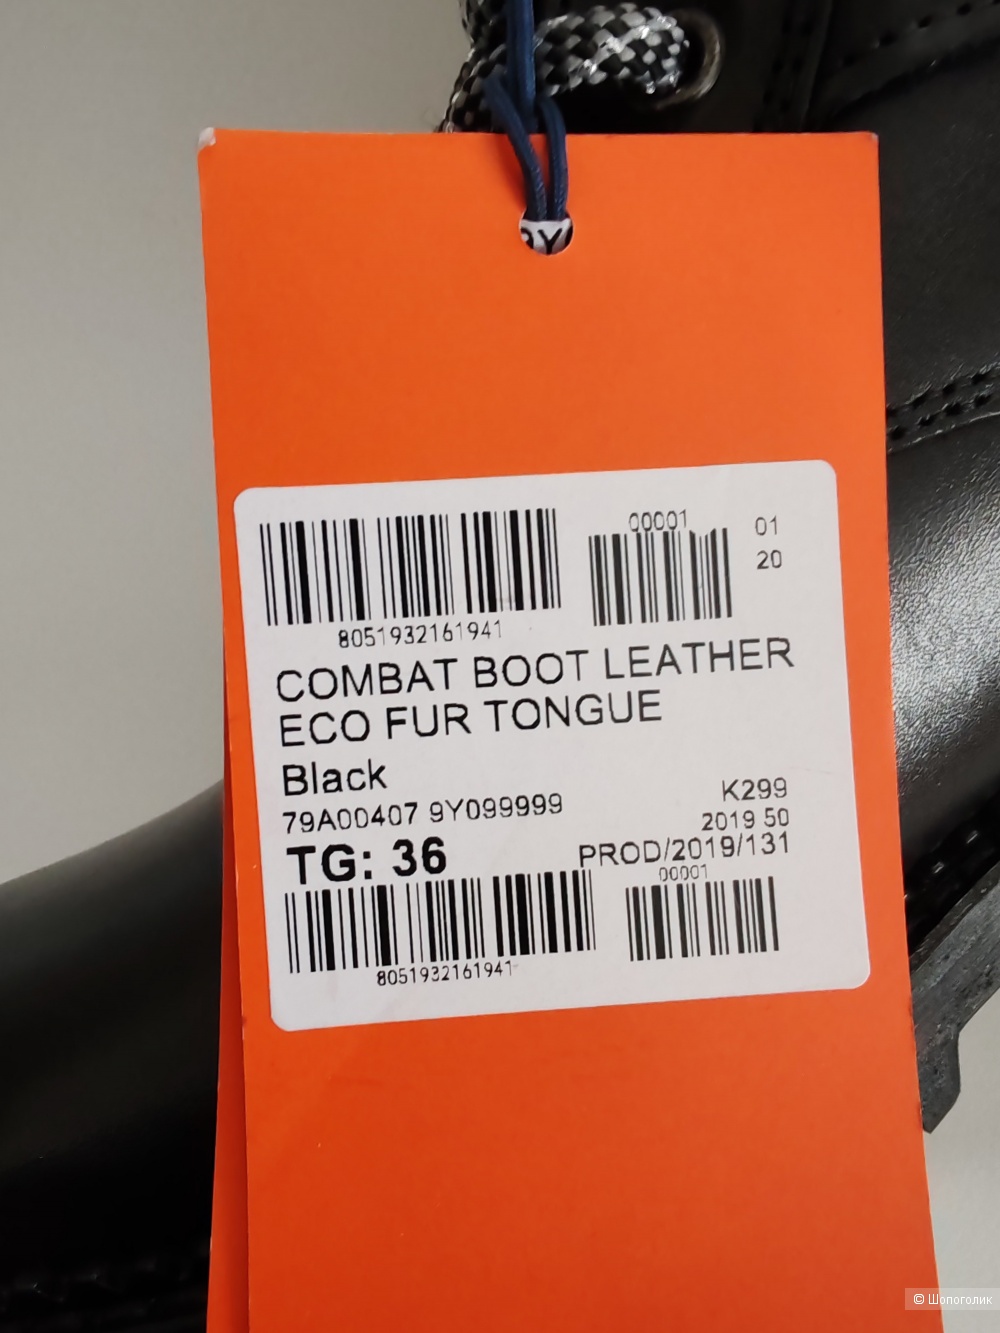 00001
01
20
8051932161941
COMBAT BOOT LEATHER
ECO FUR TONGUE
Black
79A00407 9Y099999
K299
2019 50
TG: 36
PROD/2019/131
00001
8051932161941
© Шопоголик